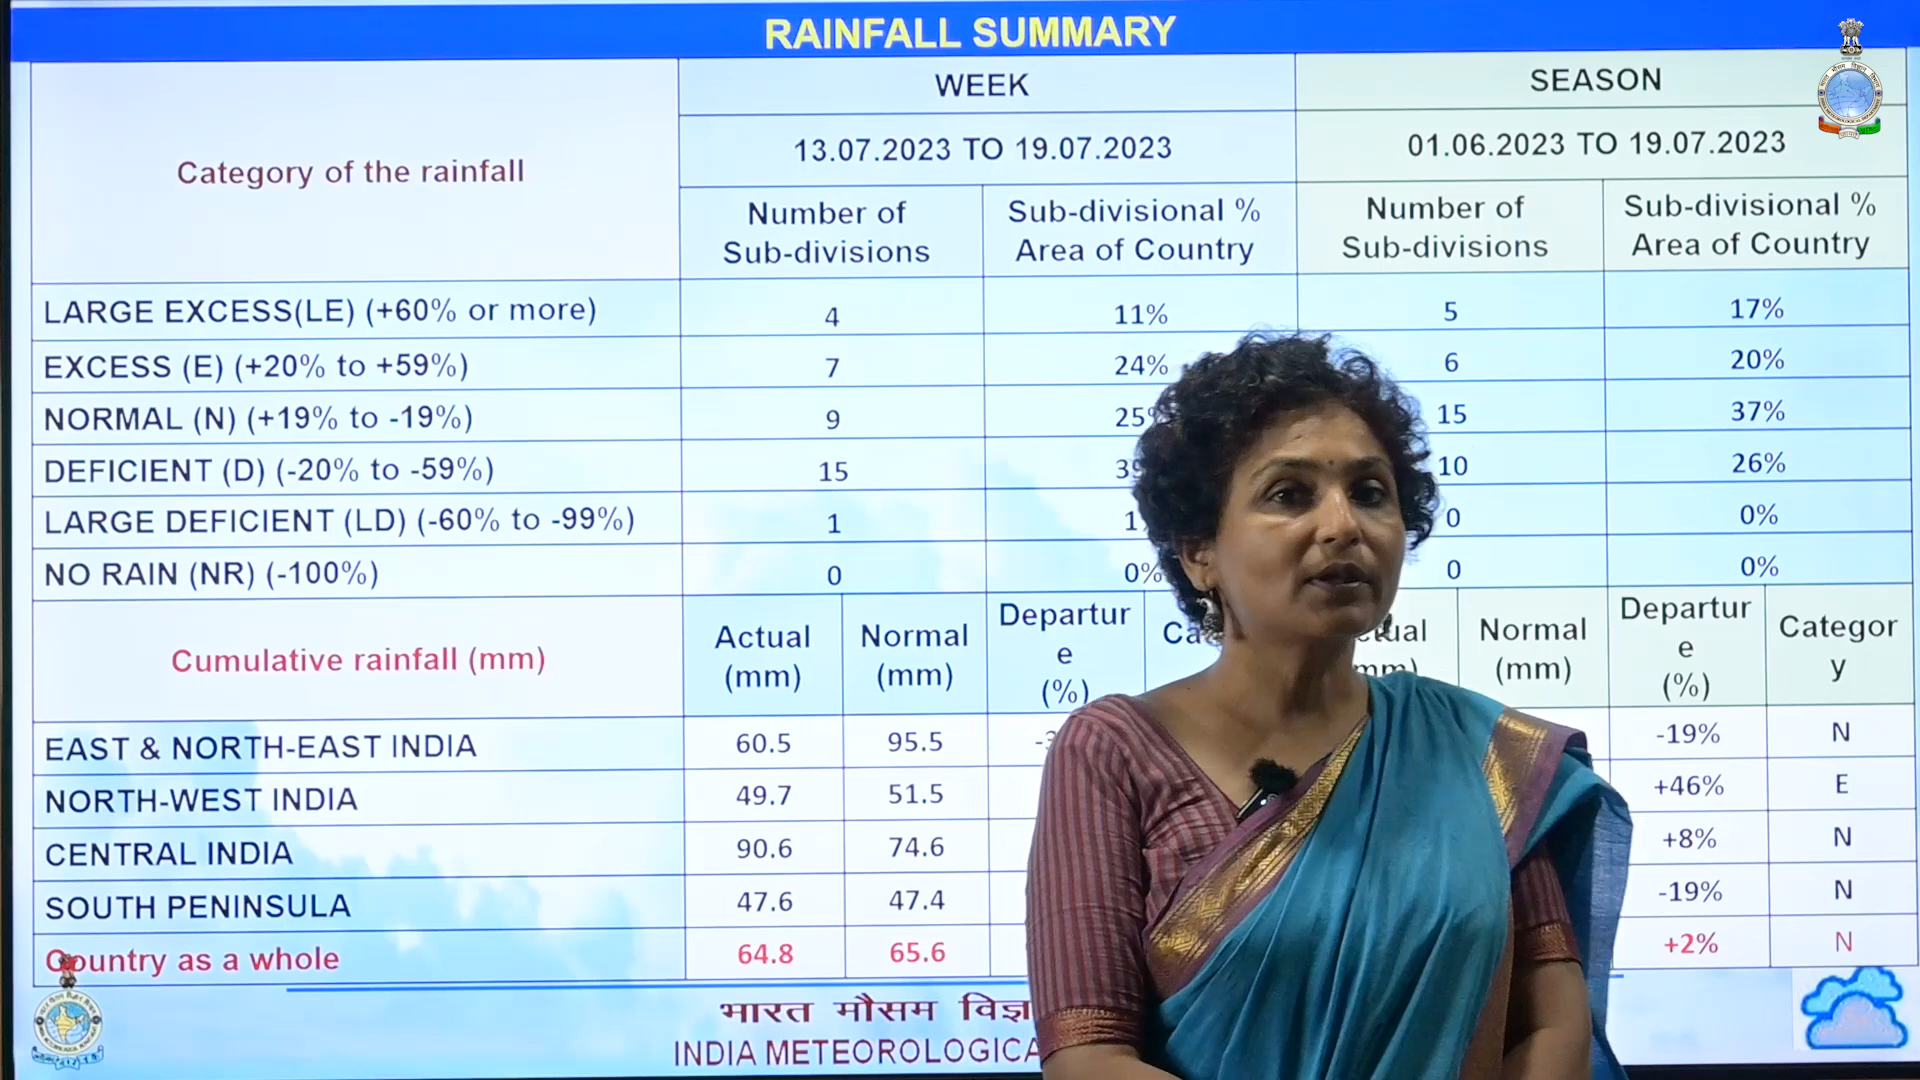 RAINFALL SUMMARY
Category of the rainfall
WEEK
SEASON
13.07.2023 TO 19.07.2023
01.06.2023 TO 19.07.2023
Number of
Sub-divisions
Sub-divisional %
Area of Country
Number of
Sub-divisions
Sub-divisional %
Area of Country
LARGE EXCESS(LE) (+60% or more) 4 11% 5 17%
EXCESS (E) (+20% to +59%) 7 24% 6 20%
NORMAL (N) (+19% to -19%) 9 15 37%
DEFICIENT (D) (-20% to -59%) 15 10 26%
LARGE DEFICIENT (LD) (-60% to -99%) 1 0 0%
NO RAIN (NR) (-100%) 0 0% 0 0%
Cumulative rainfall (mm)
Actual
(mm)
Normal
(mm)
Departur
e
(%)
Normal
(mm)
Departur
e
(%)
Categor
y
EAST & NORTH-EAST INDIA 60.5 95.5 -19% N
NORTH-WEST INDIA 49.7 51.5 +46% E
CENTRAL INDIA 90.6 74.6 +8% N
SOUTH PENINSULA 47.6 47.4 -19% N
Country as a whole 64.8 65.6 +2% N
भारत मौसम
INDIA